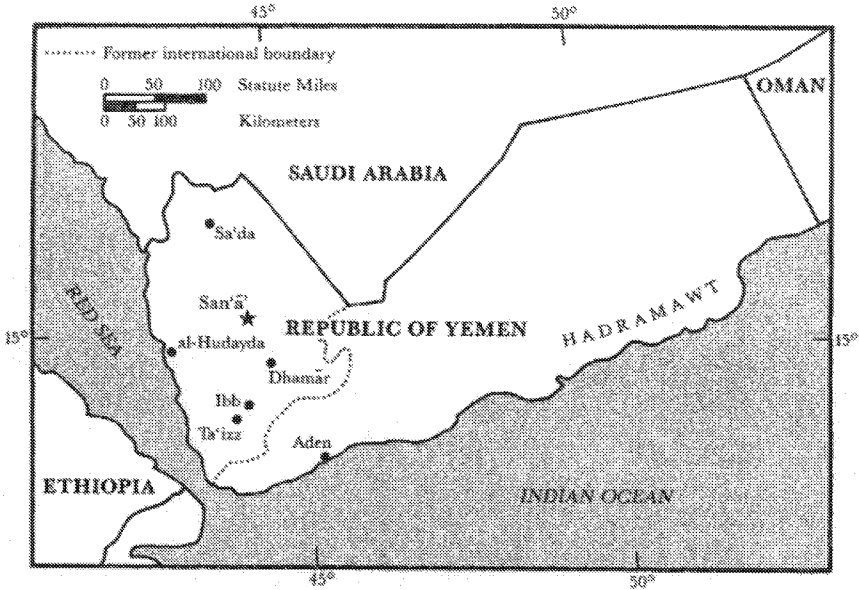 45° 50°
Former international boundary
0 50 100 Statute Miles
0 50 100 Kilometers
OMAN
SAUDI ARABIA
Sa'da
San'ā'
RED SEA
REPUBLIC OF YEMEN
HADRAMAWT
15° 15°
al-Hudayda
Dhamār
Ibb
Ta'izz
Aden
ETHIOPIA
INDIAN OCEAN
45° 50°